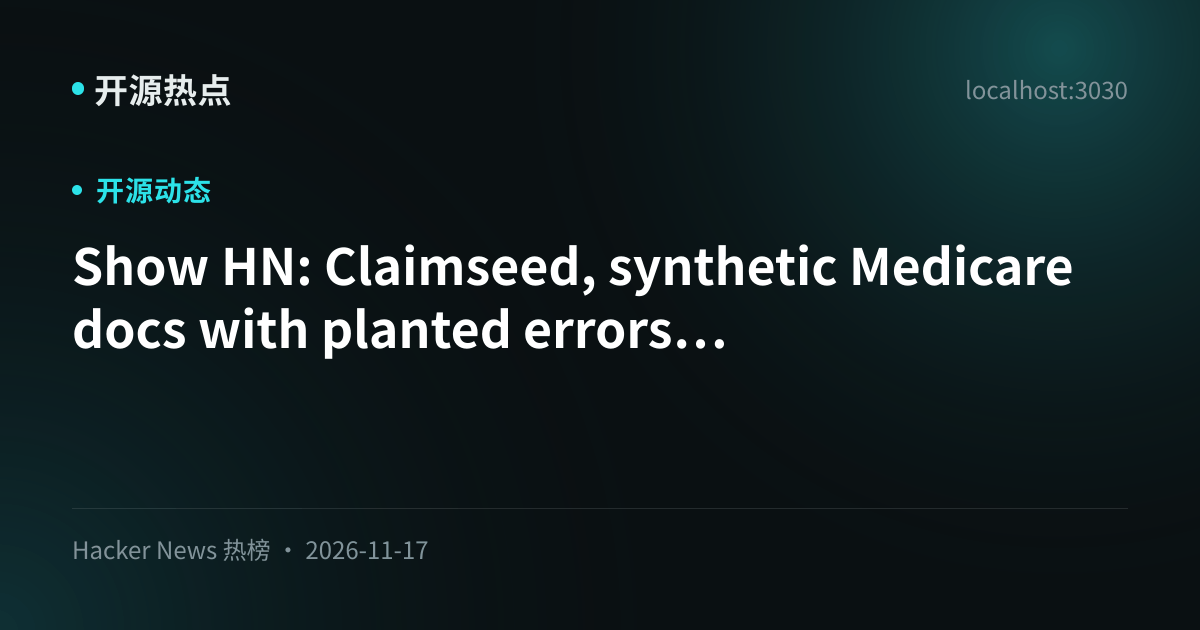 开源热点
localhost:3030
开源动态
Show HN: Claimseed, synthetic Medicare
docs with planted errors…
Hacker News 热榜 · 2026-11-17